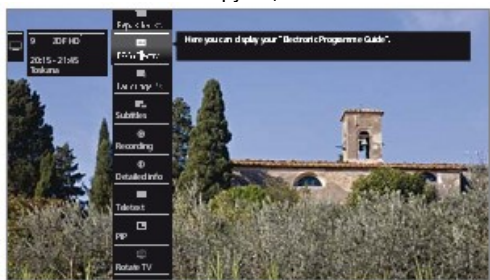 9 ZDF HD
20:15 - 21:45
Toskana
Here you can display your "Electronic Programme Guide".
Subtitles
Recording
Detailed info
Teletext
PIP
Rotate TV